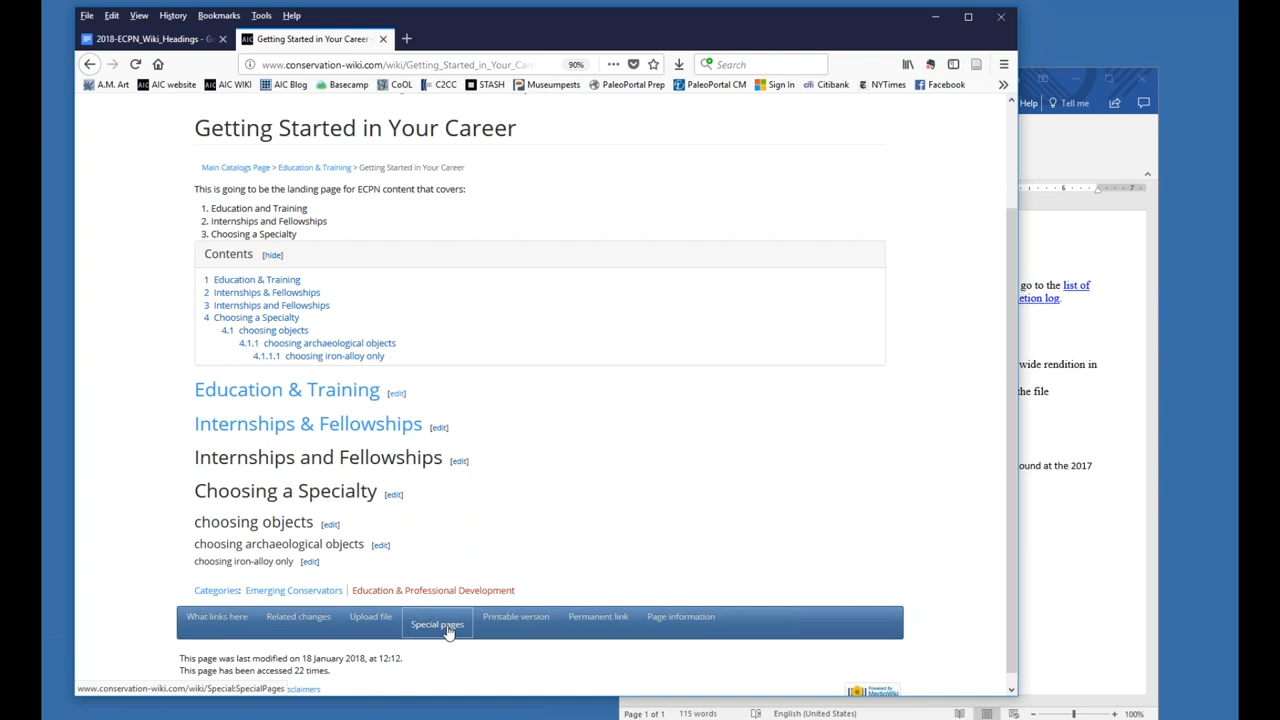 File Edit View History Bookmarks Tools Help
2018-ECPN_Wiki_Headings - G
Getting Started in Your Career -
www.conservation-wiki.com/wiki/Getting_Started_in_Your_Care
90%
Search
A.M. Art AIC website AIC WIKI AIC Blog Basecamp CoOL C2CC STASH Museumpests PaleoPortal Prep PaleoPortal CM Sign In Citibank NYTimes Facebook
Help Tell me
Getting Started in Your Career
Main Catalogs Page > Education & Training > Getting Started in Your Career
This is going to be the landing page for ECPN content that covers:
1. Education and Training
2. Internships and Fellowships
3. Choosing a Specialty
Contents [hide]
1 Education & Training
2 Internships & Fellowships
3 Internships and Fellowships
4 Choosing a Specialty
4.1 choosing objects
4.1.1 choosing archaeological objects
4.1.1.1 choosing iron-alloy only
Education & Training [edit]
Internships & Fellowships [edit]
Internships and Fellowships [edit]
Choosing a Specialty [edit]
choosing objects [edit]
choosing archaeological objects [edit]
choosing iron-alloy only [edit]
Categories: Emerging Conservators | Education & Professional Development
What links here Related changes Upload file Special pages Printable version Permanent link Page information
This page was last modified on 18 January 2018, at 12:12.
This page has been accessed 22 times.
www.conservation-wiki.com/wiki/Special:SpecialPages sclaimers
Powered by
MediaWiki
6 7
go to the list of
etion log.
wide rendition in
the file
ound at the 2017
Page 1 of 1 115 words English (United States) 100%